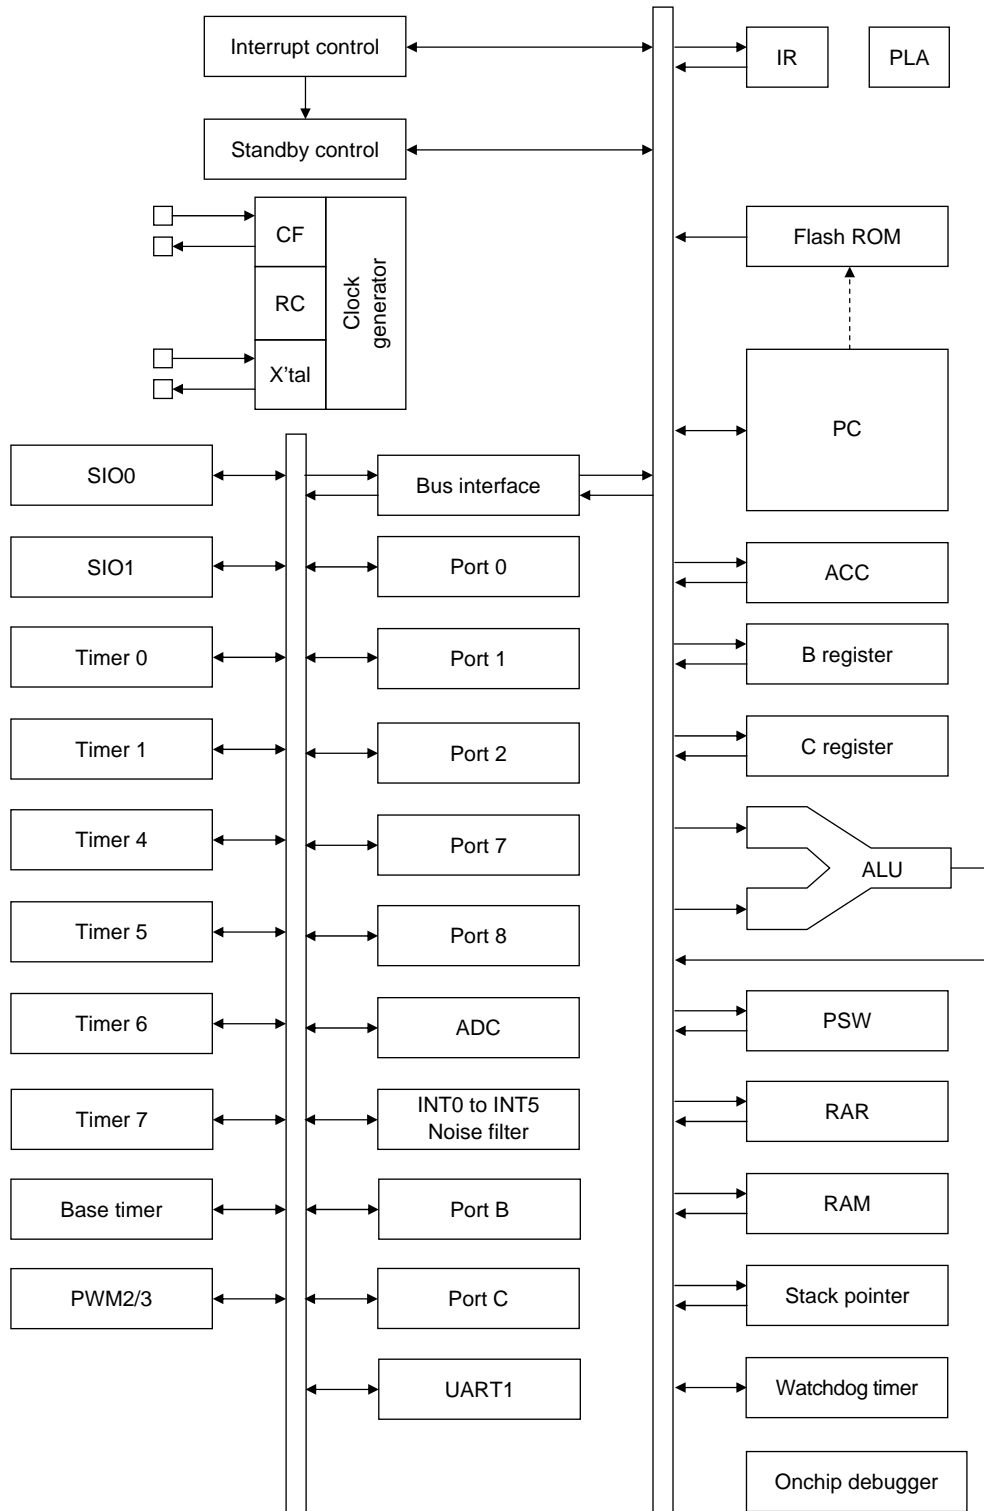 Interrupt control
IR
PLA
Standby control
CF
RC
X'tal
Clock
generator
Flash ROM
PC
SIO0
Bus interface
SIO1
Port 0
ACC
Timer 0
Port 1
B register
Timer 1
Port 2
C register
Timer 4
Port 7
ALU
Timer 5
Port 8
Timer 6
ADC
PSW
Timer 7
INT0 to INT5
Noise filter
RAR
Base timer
Port B
RAM
PWM2/3
Port C
Stack pointer
UART1
Watchdog timer
Onchip debugger